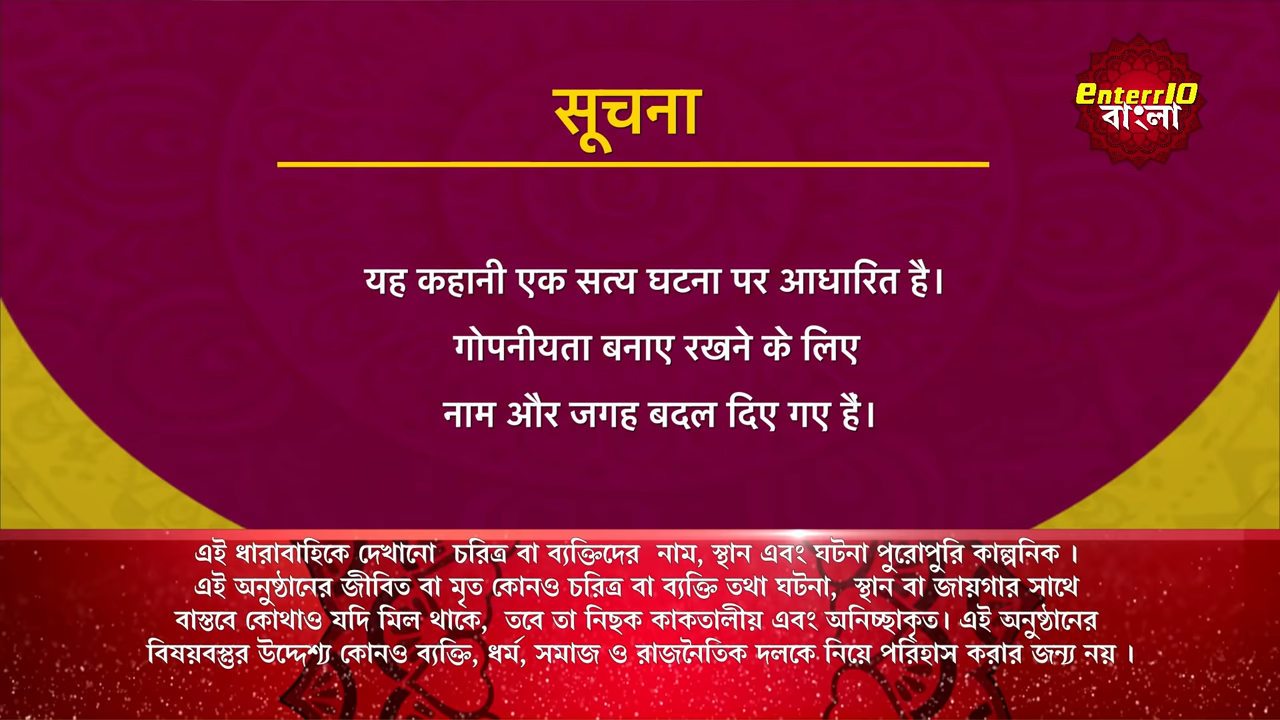 सूचना
enterr10
বাংলা
यह कहानी एक सत्य घटना पर आधारित है।
गोपनीयता बनाए रखने के लिए
नाम और जगह बदल दिए गए हैं।
এই ধারাবাহিকে দেখানো চরিত্র বা ব্যক্তিদের নাম, স্থান এবং ঘটনা পুরোপুরি কাল্পনিক ।
এই অনুষ্ঠানের জীবিত বা মৃত কোনও চরিত্র বা ব্যক্তি তথা ঘটনা, স্থান বা জায়গার সাথে
বাস্তবে কোথাও যদি মিল থাকে, তবে তা নিছক কাকতালীয় এবং অনিচ্ছাকৃত। এই অনুষ্ঠানের
বিষয়বস্তুর উদ্দেশ্য কোনও ব্যক্তি, ধর্ম, সমাজ ও রাজনৈতিক দলকে নিয়ে পরিহাস করার জন্য নয় ।